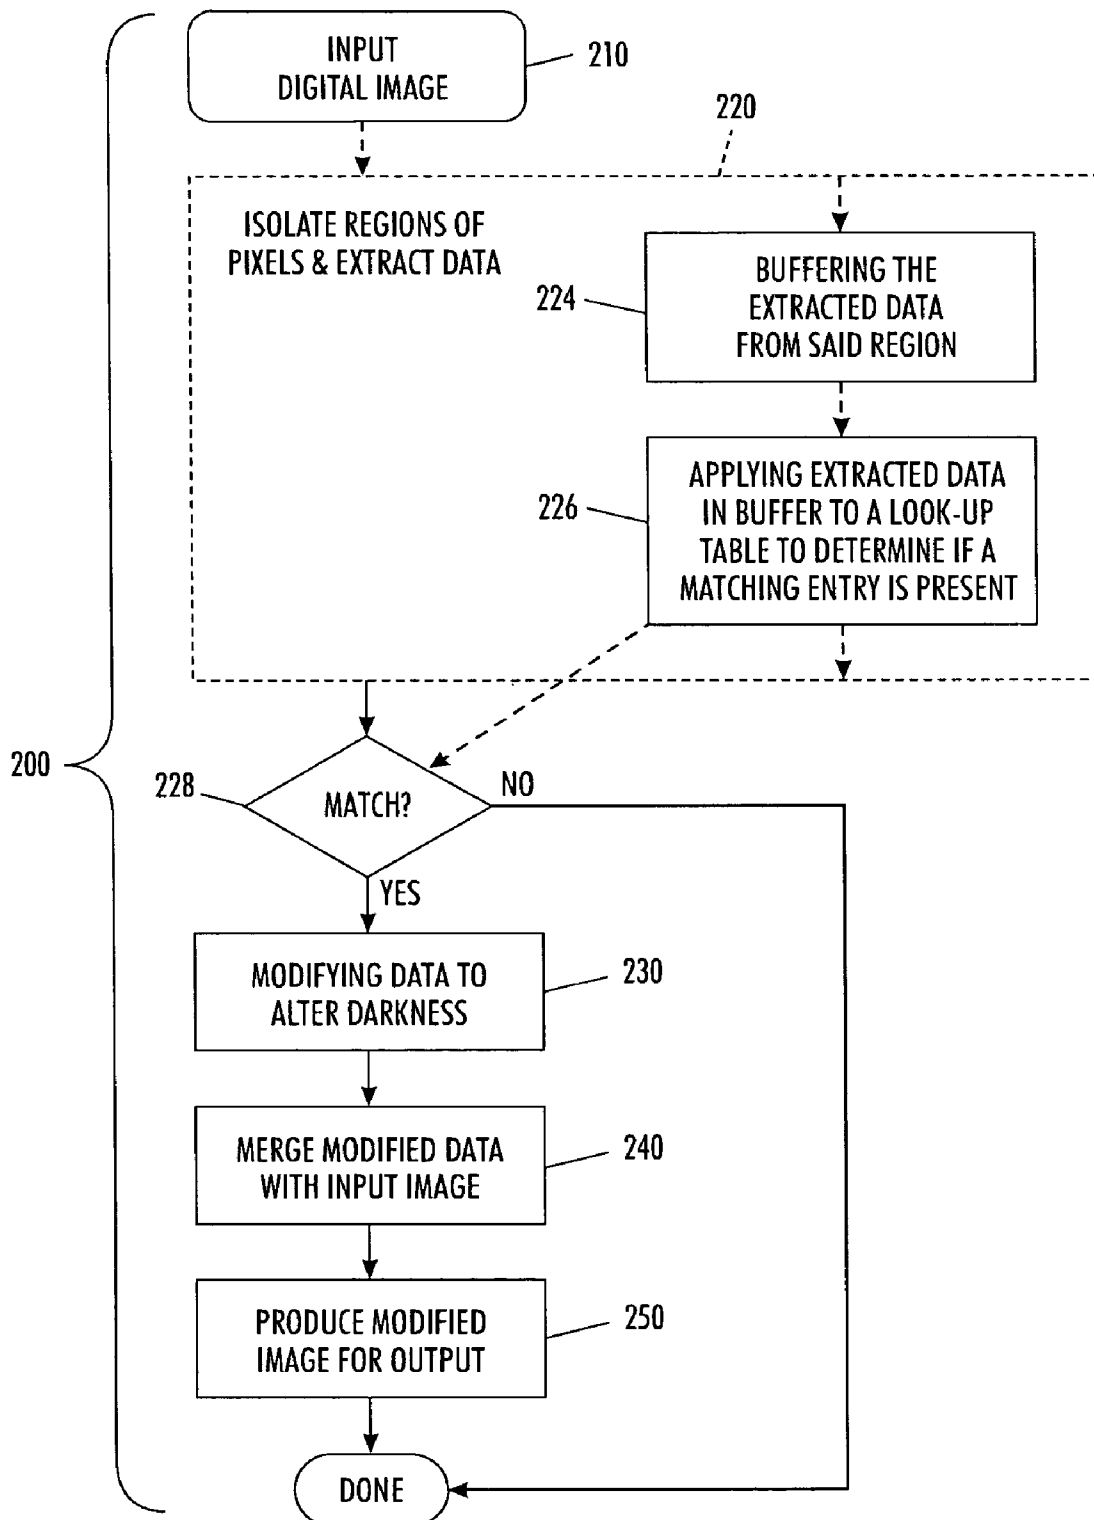 INPUT
DIGITAL IMAGE
210
220
ISOLATE REGIONS OF
PIXELS & EXTRACT DATA
BUFFERING THE
EXTRACTED DATA
FROM SAID REGION
224
APPLYING EXTRACTED DATA
IN BUFFER TO A LOOK-UP
TABLE TO DETERMINE IF A
MATCHING ENTRY IS PRESENT
226
200
228
MATCH?
NO
YES
MODIFYING DATA TO
ALTER DARKNESS
230
MERGE MODIFIED DATA
WITH INPUT IMAGE
240
PRODUCE MODIFIED
IMAGE FOR OUTPUT
250
DONE